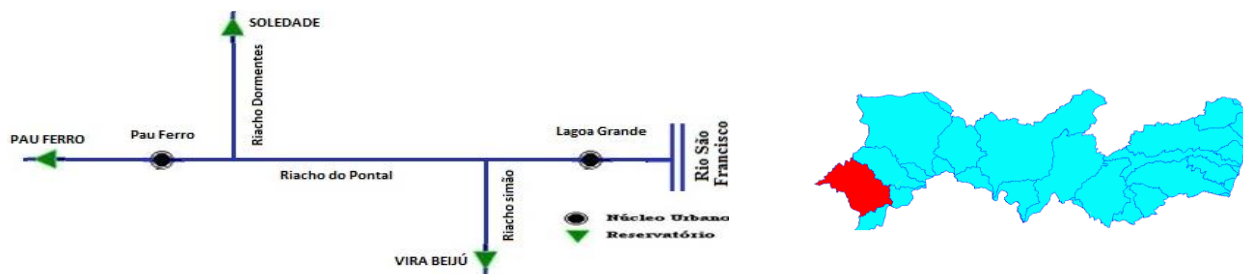 SOLEDADE
Riacho Dormentes
PAU FERRO
Pau Ferro
Lagoa Grande
Rio São
Francisco
Riacho do Pontal
Riacho simão
Núcleo Urbano
Reservatório
VIRA BEIJÚ